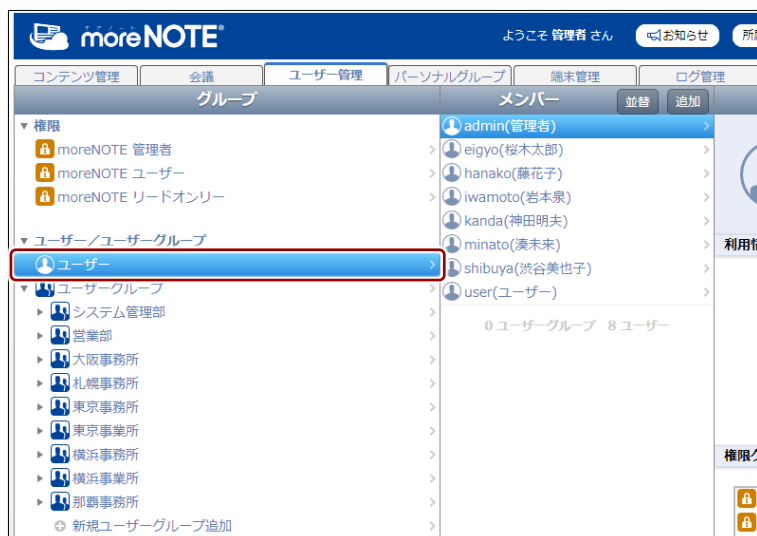 モアノート
moreNOTE®
ようこそ 管理者 さん
お知らせ
コンテンツ管理
会議
ユーザー管理
パーソナルグループ
端末管理
ログ管理
グループ
メンバー
並替
追加
権限
moreNOTE 管理者
moreNOTE ユーザー
moreNOTE リードオンリー
ユーザー/ユーザーグループ
ユーザー
ユーザーグループ
システム管理部
営業部
大阪事務所
札幌事務所
東京事務所
東京事業所
横浜事務所
横浜事業所
那覇事務所
新規ユーザーグループ追加
admin(管理者)
eigyo(桜木太郎)
hanako(藤花子)
iwamoto(岩本泉)
kanda(神田明夫)
minato(湊未来)
shibuya(渋谷美也子)
user(ユーザー)
0 ユーザーグループ 8 ユーザー
利用情
権限グ